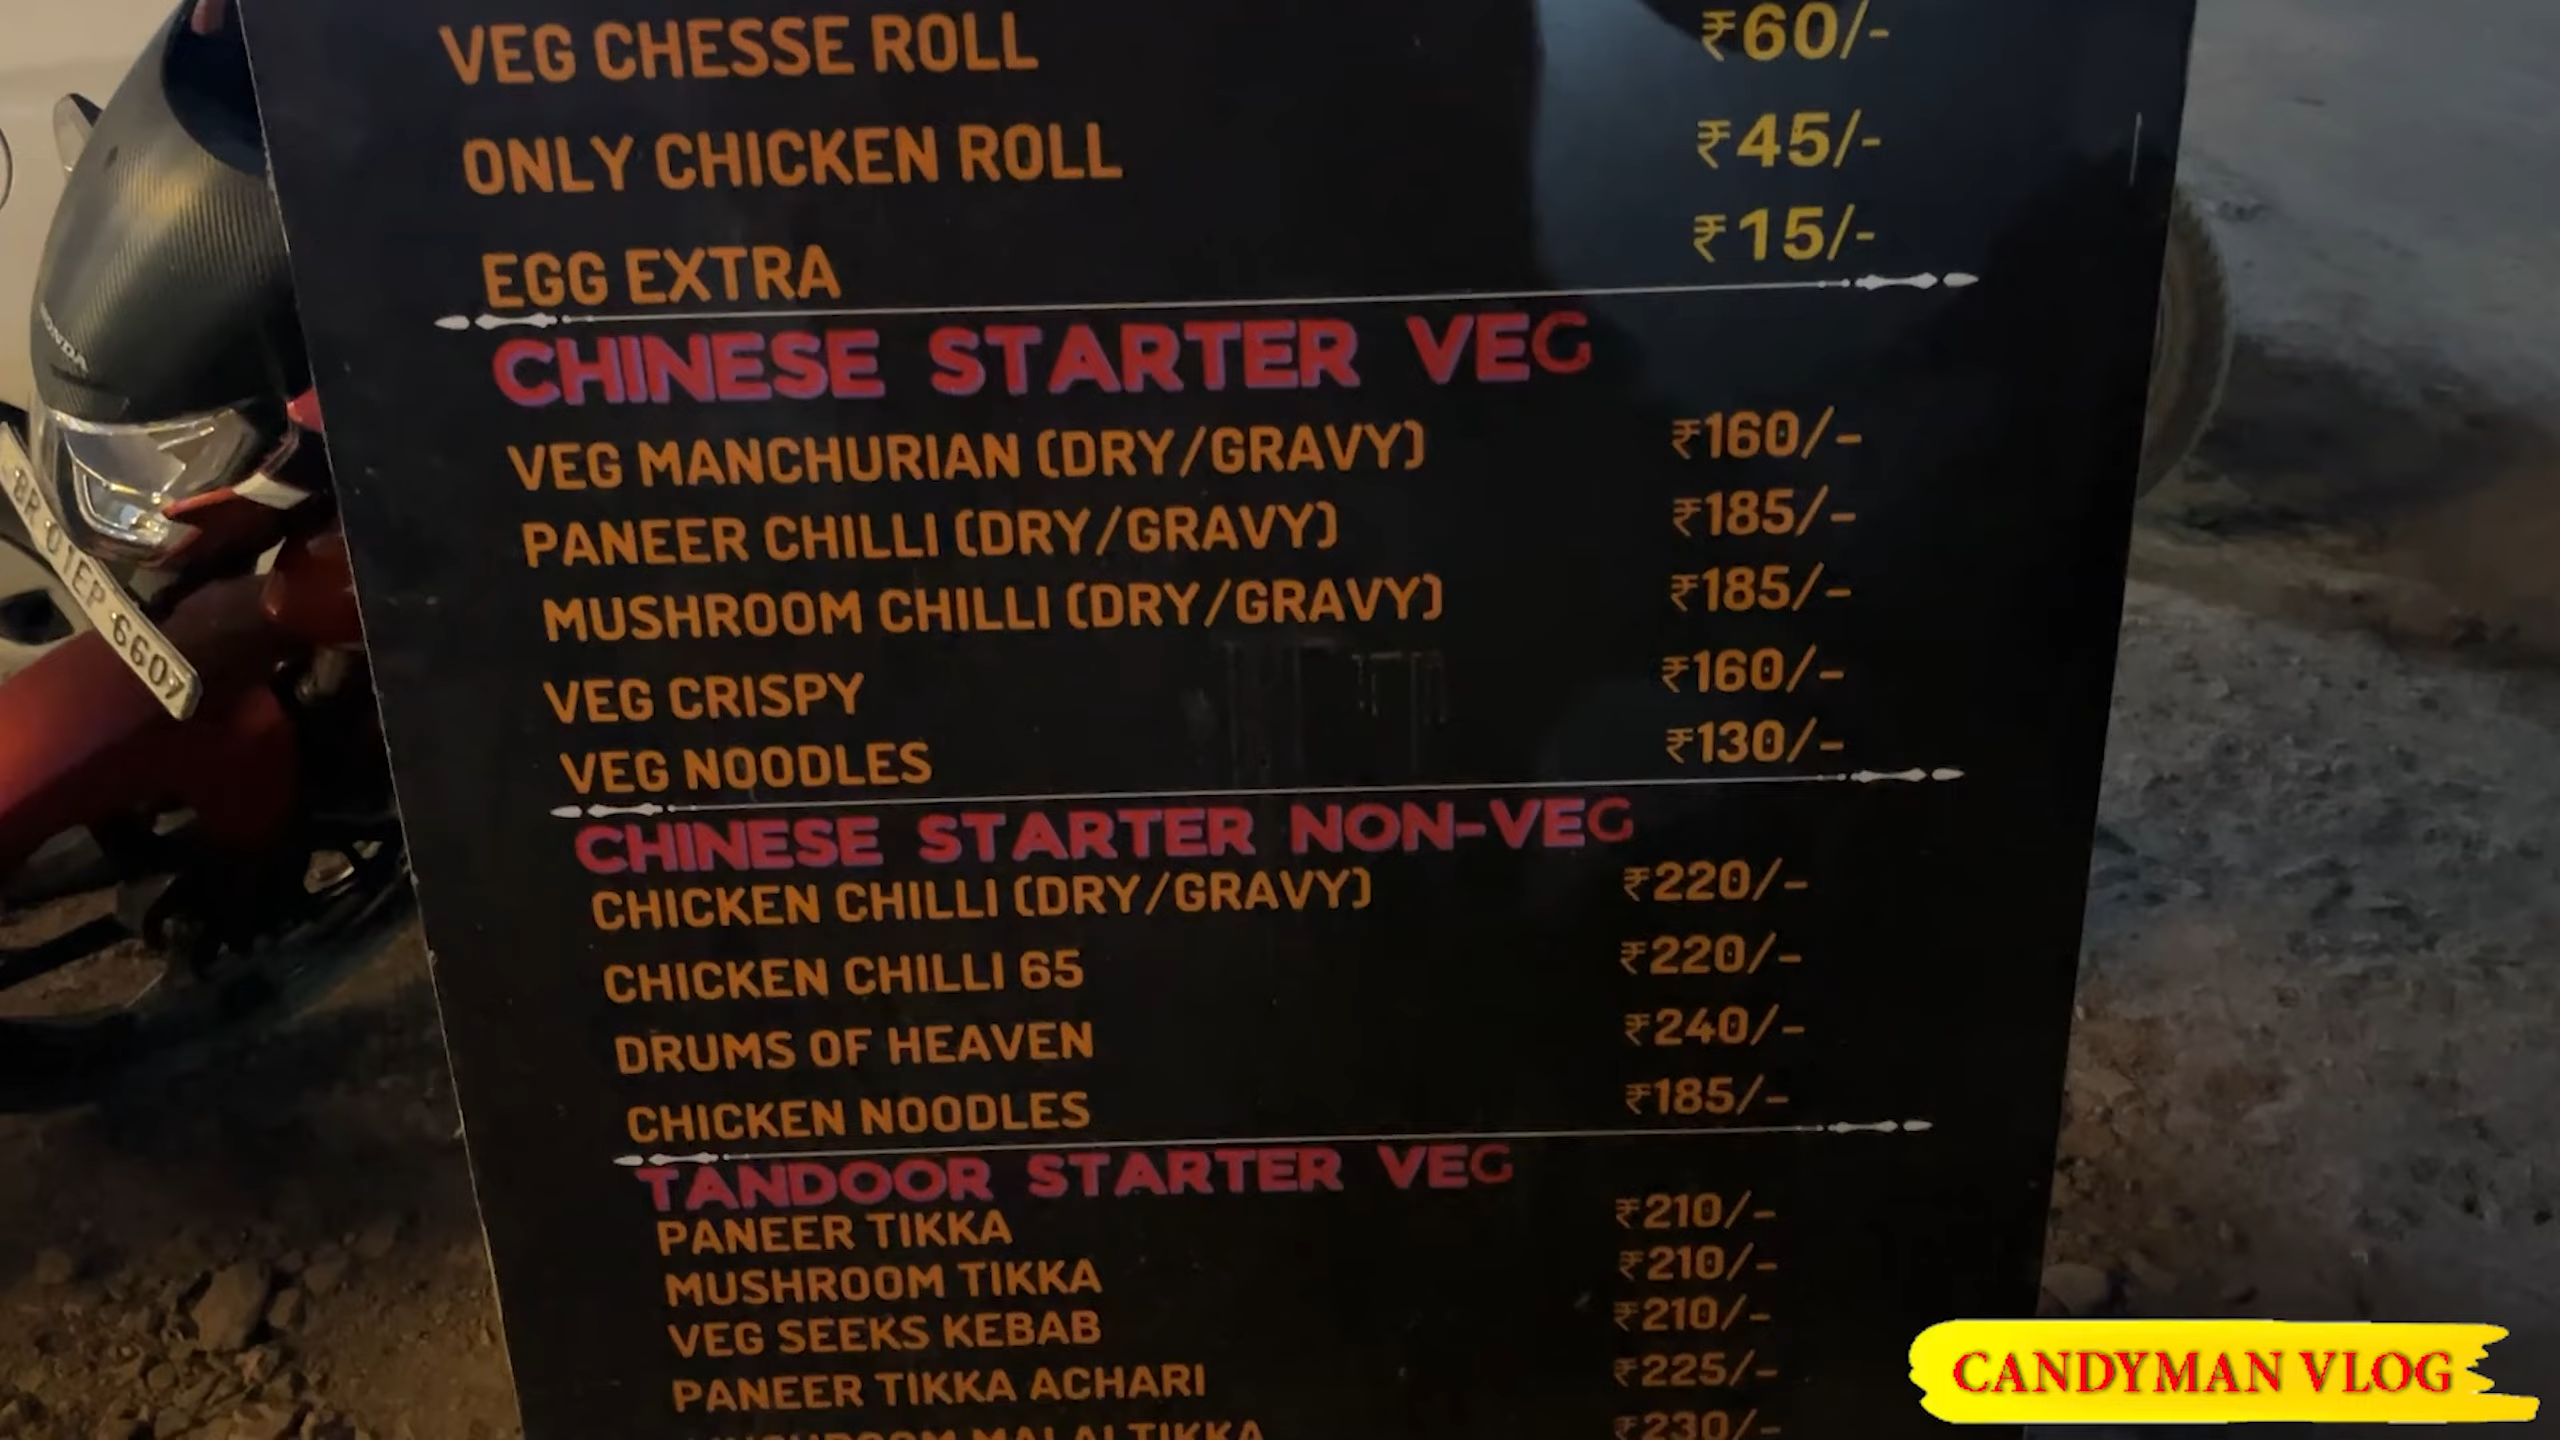 VEG CHESSE ROLL ₹60/-
ONLY CHICKEN ROLL ₹45/-
EGG EXTRA ₹15/-
CHINESE STARTER VEG
VEG MANCHURIAN (DRY/GRAVY) ₹160/-
PANEER CHILLI (DRY/GRAVY) ₹185/-
MUSHROOM CHILLI (DRY/GRAVY) ₹185/-
VEG CRISPY ₹160/-
VEG NOODLES ₹130/-
CHINESE STARTER NON-VEG
CHICKEN CHILLI (DRY/GRAVY) ₹220/-
CHICKEN CHILLI 65 ₹220/-
DRUMS OF HEAVEN ₹240/-
CHICKEN NOODLES ₹185/-
TANDOOR STARTER VEG
PANEER TIKKA ₹210/-
MUSHROOM TIKKA ₹210/-
VEG SEEKS KEBAB ₹210/-
PANEER TIKKA ACHARI ₹225/-
MUSHROOM MALAI TIKKA ₹230/-
HONDA
BR 01EP 6607
CANDYMAN VLOG